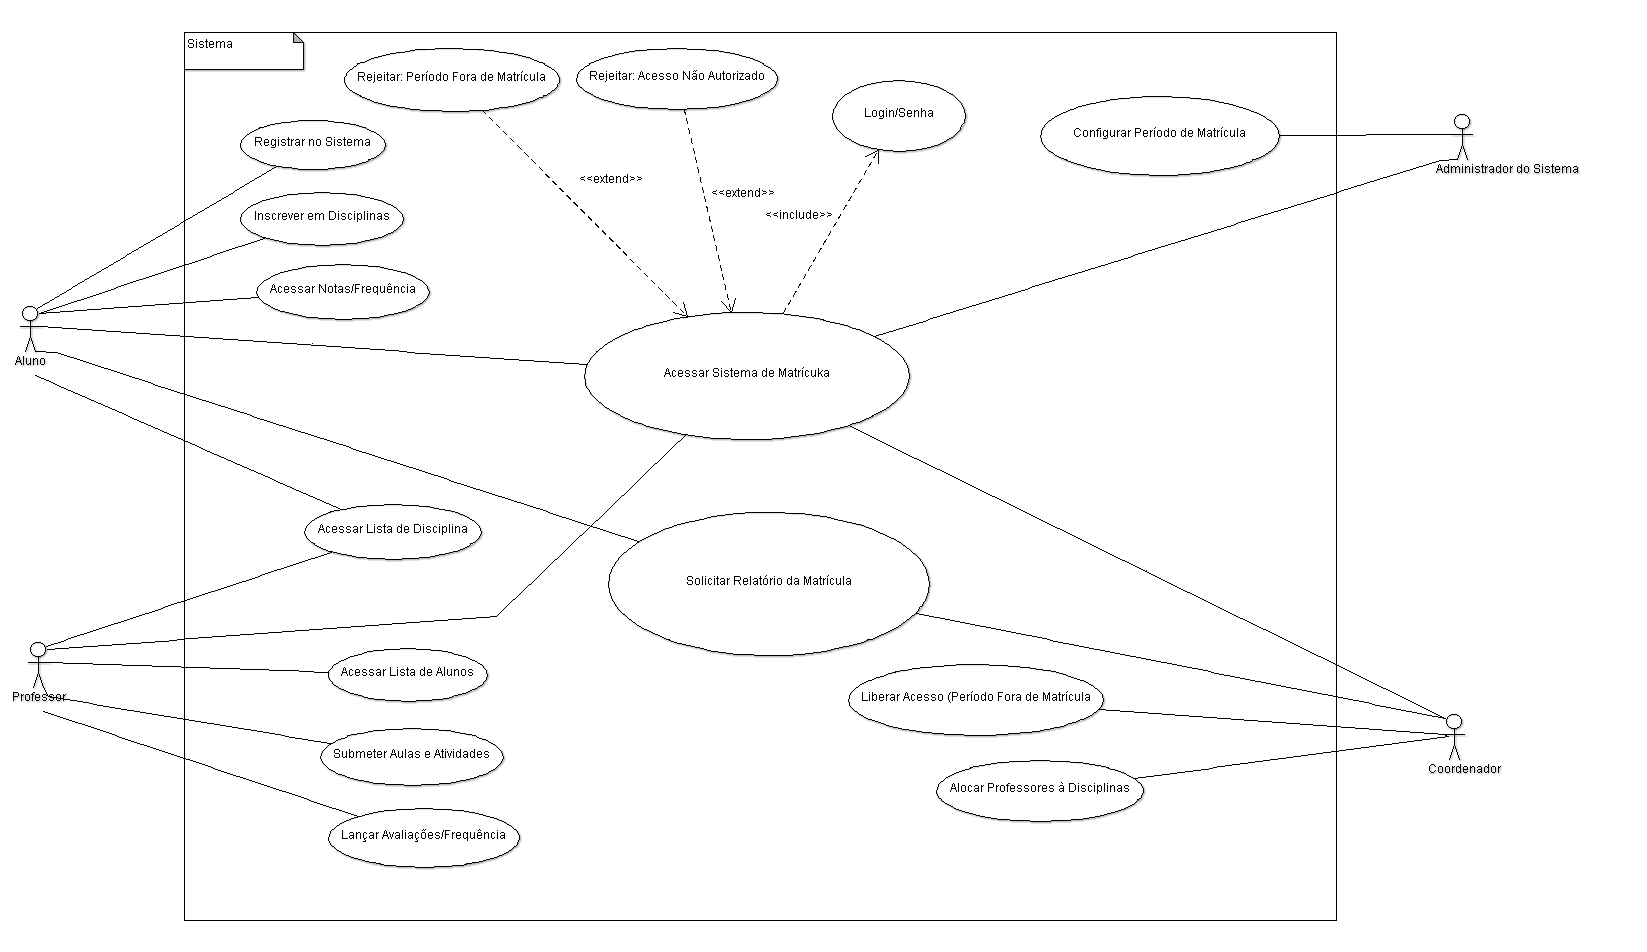 Sistema
Rejeitar: Período Fora de Matrícula
Rejeitar: Acesso Não Autorizado
Login/Senha
Configurar Período de Matrícula
Administrador do Sistema
Registrar no Sistema
<<extend>>
<<extend>>
<<include>>
Inscrever em Disciplinas
Acessar Notas/Frequência
Aluno
Acessar Sistema de Matrícuka
Acessar Lista de Disciplina
Solicitar Relatório da Matrícula
Professor
Acessar Lista de Alunos
Liberar Acesso (Período Fora de Matrícula
Submeter Aulas e Atividades
Coordenador
Alocar Professores à Disciplinas
Lançar Avaliações/Frequência